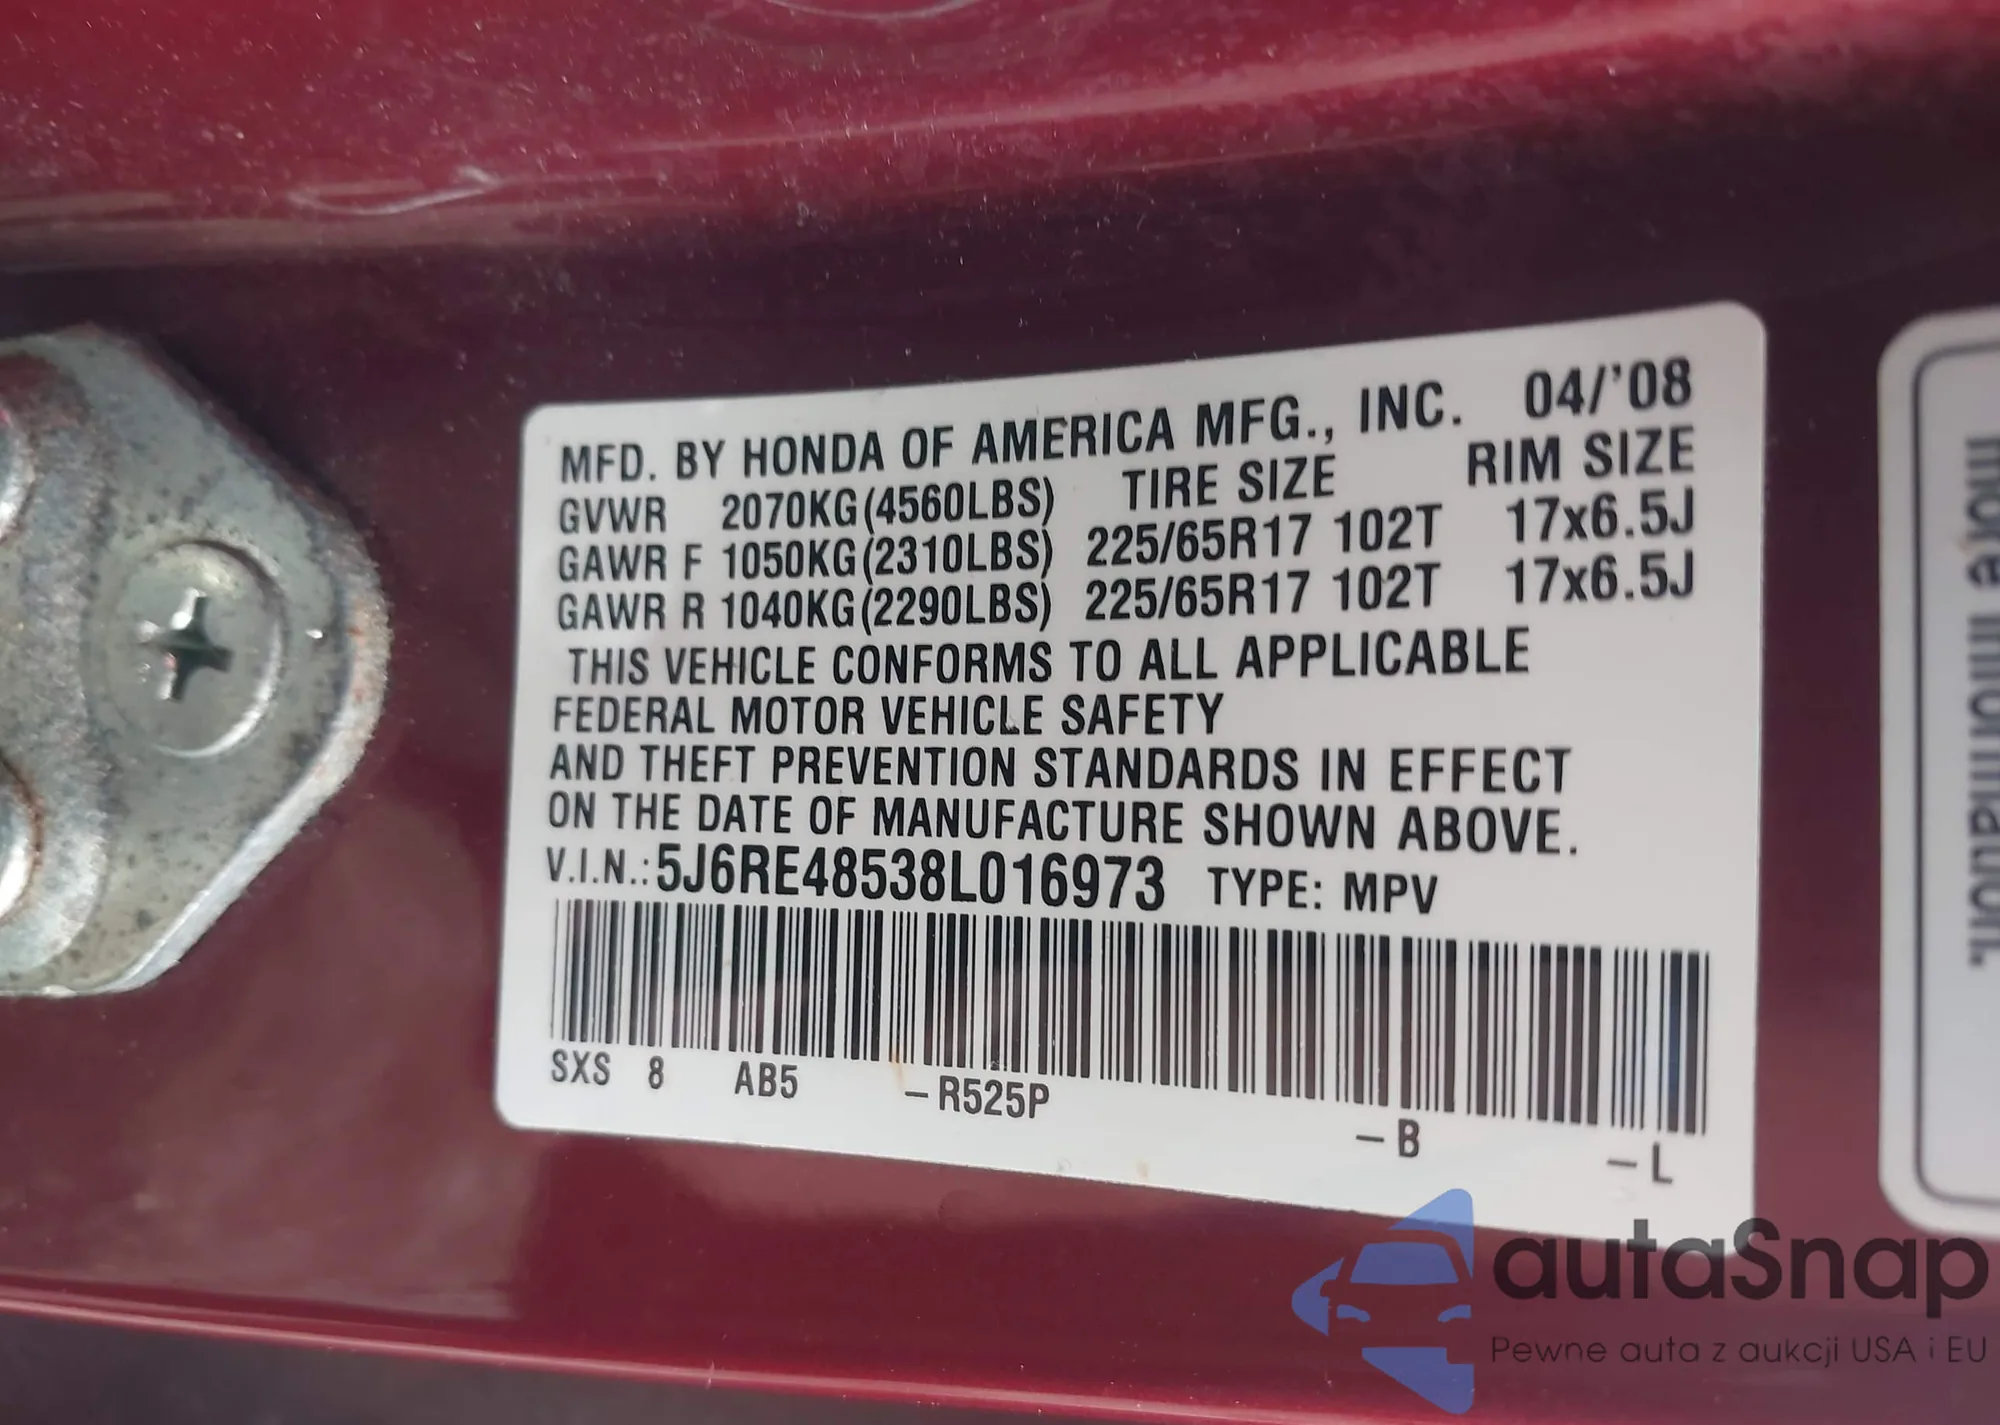 MFD. BY HONDA OF AMERICA MFG., INC. 04/'08
GVWR 2070KG(4560LBS) TIRE SIZE RIM SIZE
GAWR F 1050KG(2310LBS) 225/65R17 102T 17x6.5J
GAWR R 1040KG(2290LBS) 225/65R17 102T 17x6.5J
THIS VEHICLE CONFORMS TO ALL APPLICABLE
FEDERAL MOTOR VEHICLE SAFETY
AND THEFT PREVENTION STANDARDS IN EFFECT
ON THE DATE OF MANUFACTURE SHOWN ABOVE.
V.I.N.: 5J6RE48538L016973 TYPE: MPV
SXS 8 AB5 –R525P –B –L
more information.
autaSnap
Pewne auta z aukcji USA i EU